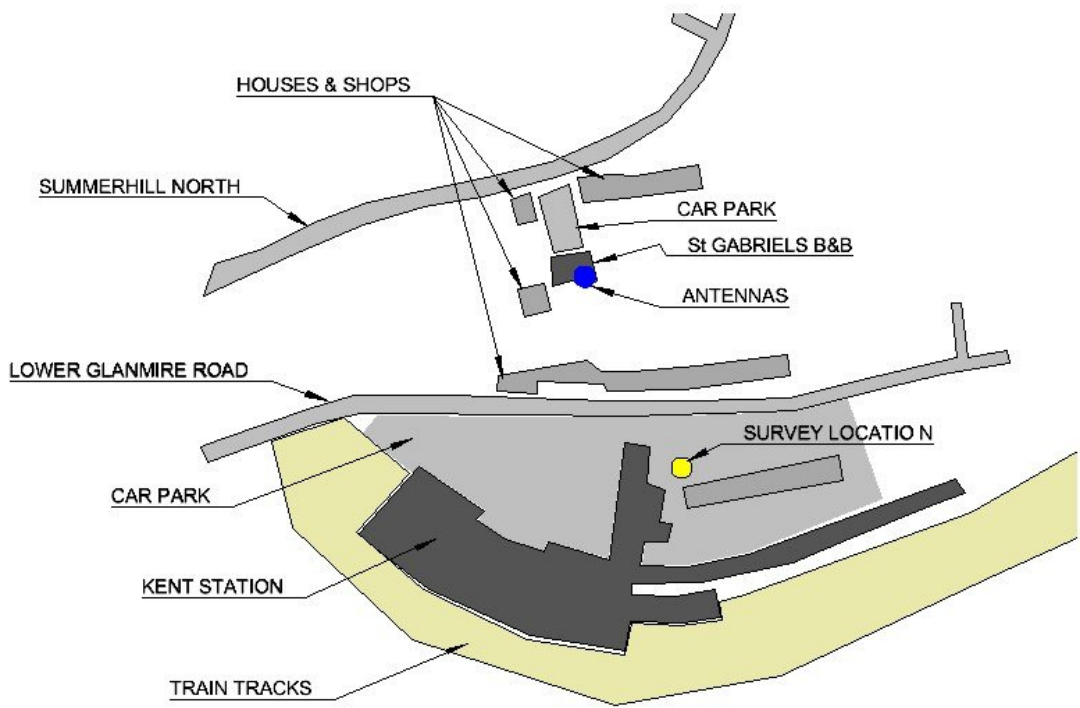 HOUSES & SHOPS
SUMMERHILL NORTH
CAR PARK
St GABRIELS B&B
ANTENNAS
LOWER GLANMIRE ROAD
SURVEY LOCATIO N
CAR PARK
KENT STATION
TRAIN TRACKS